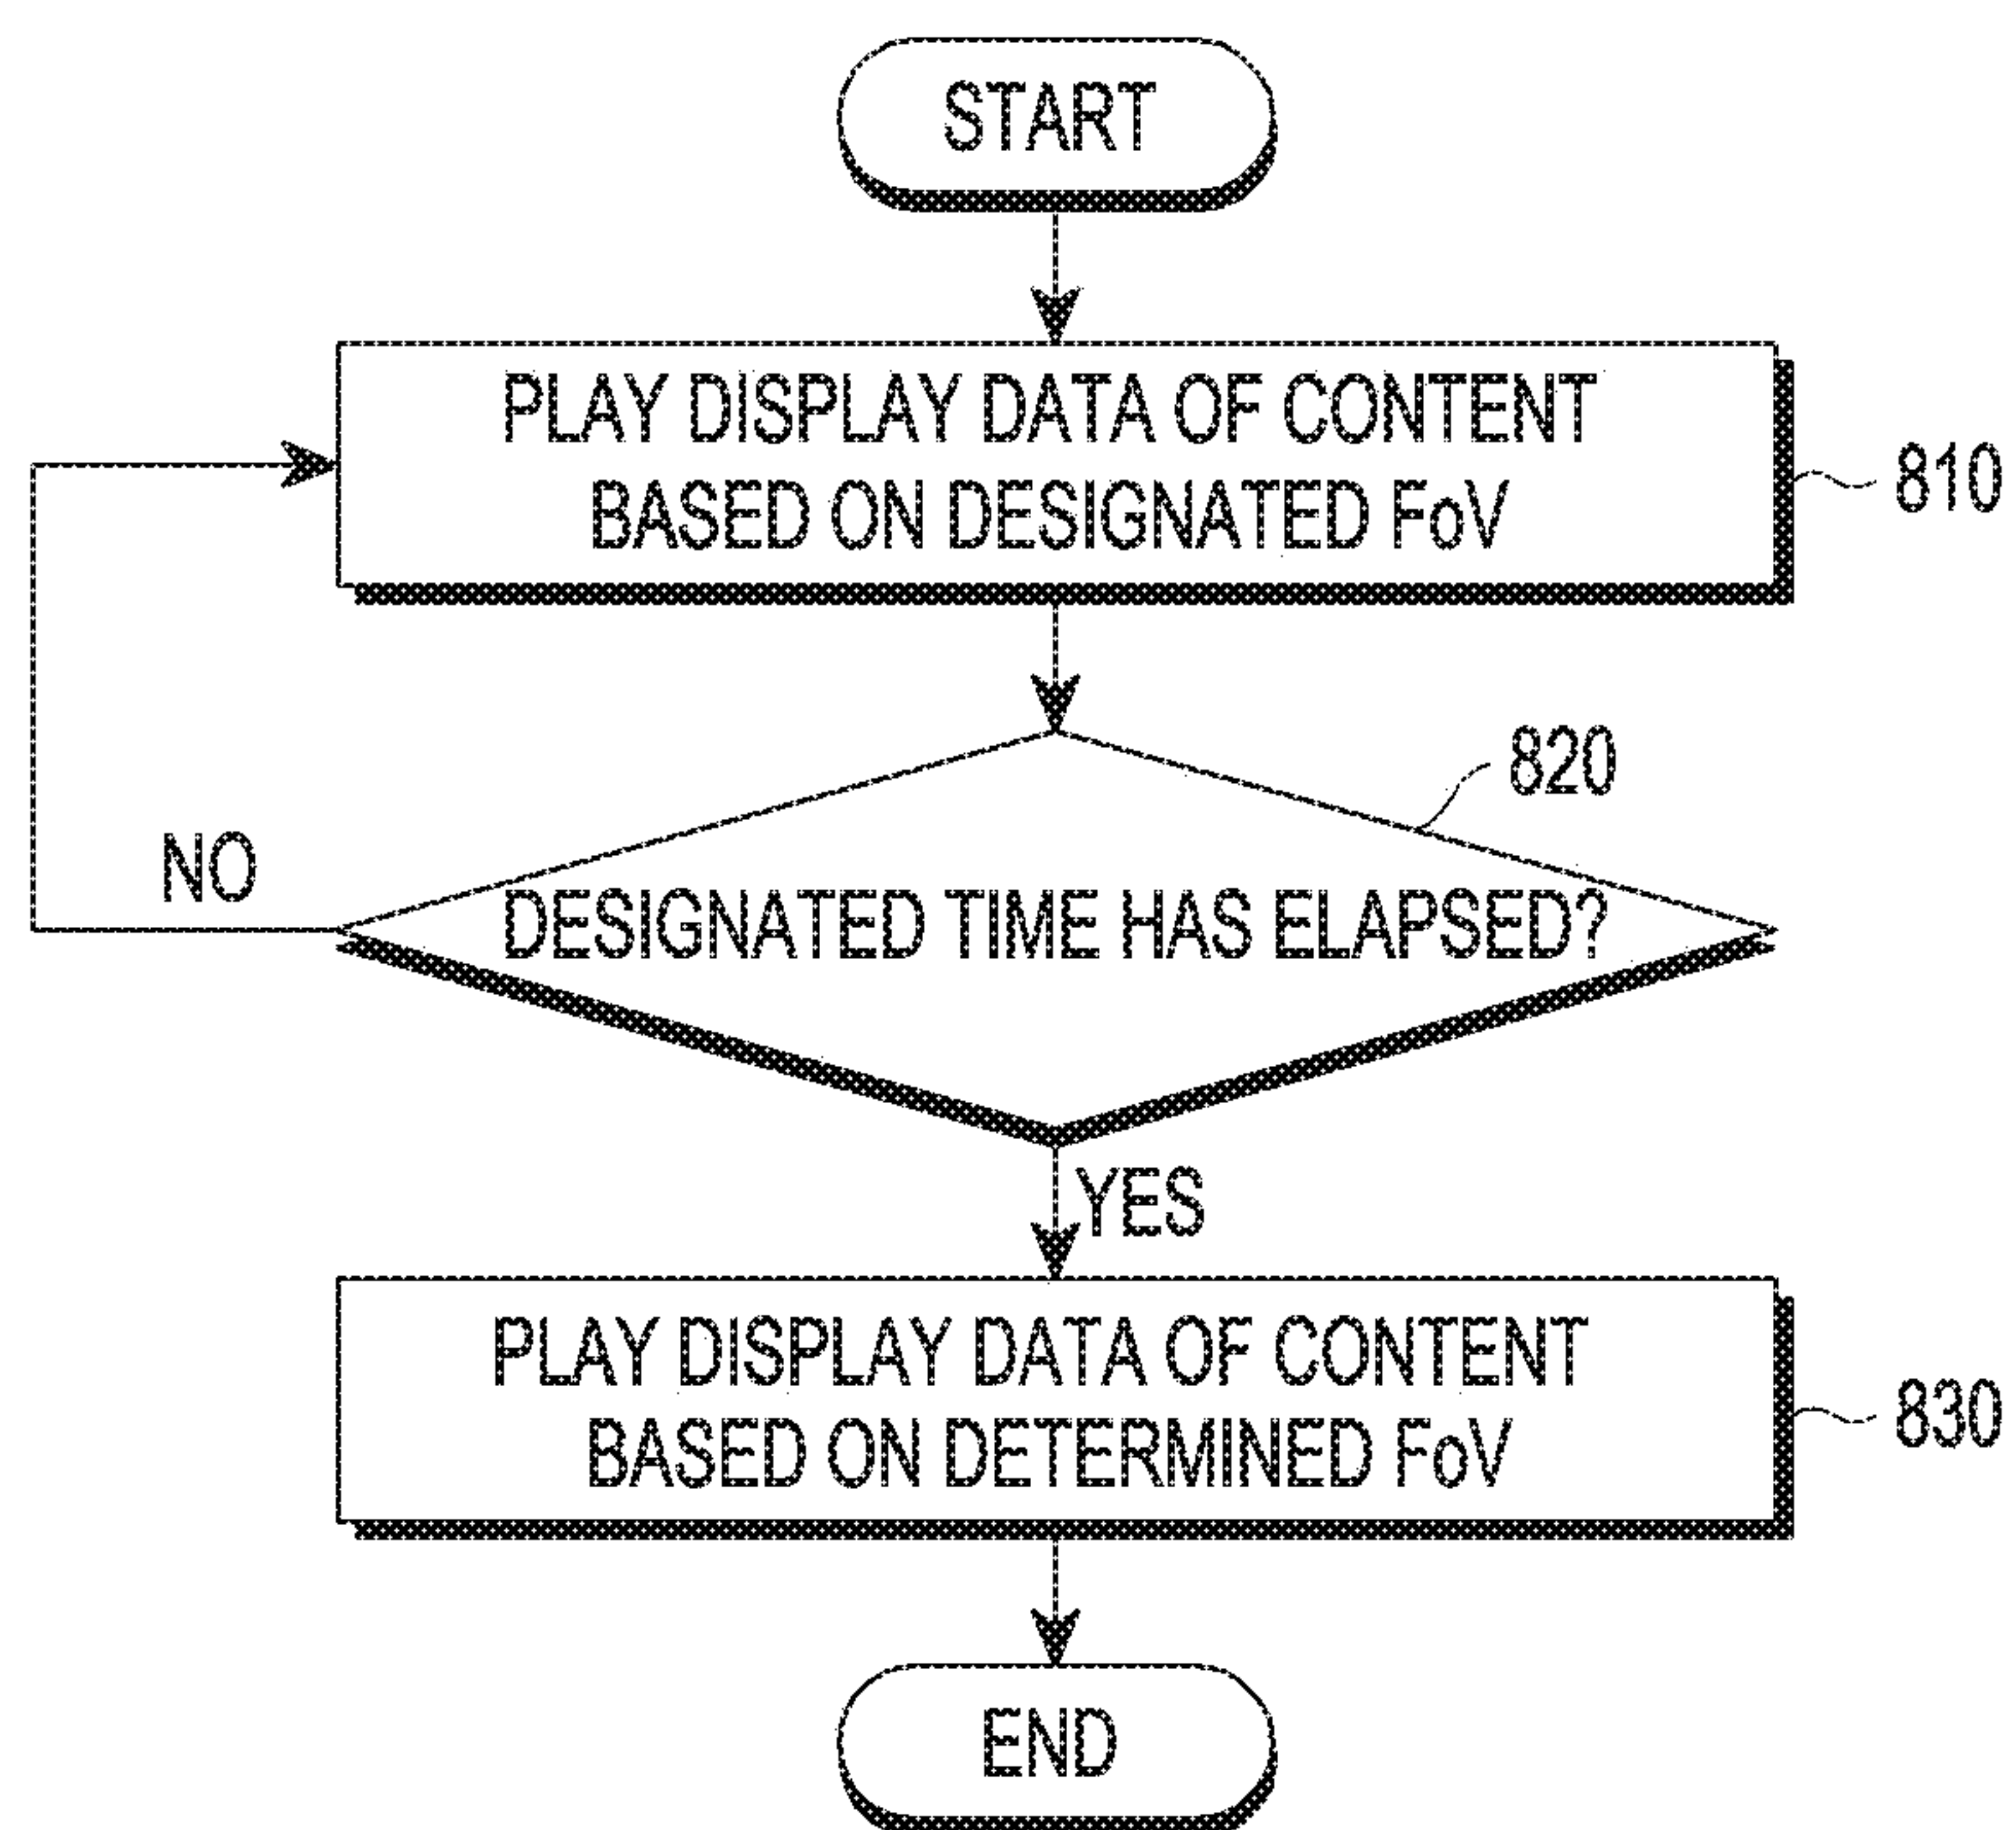 START
PLAY DISPLAY DATA OF CONTENT
BASED ON DESIGNATED FoV
810
820
NO
DESIGNATED TIME HAS ELAPSED?
YES
PLAY DISPLAY DATA OF CONTENT
BASED ON DETERMINED FoV
830
END